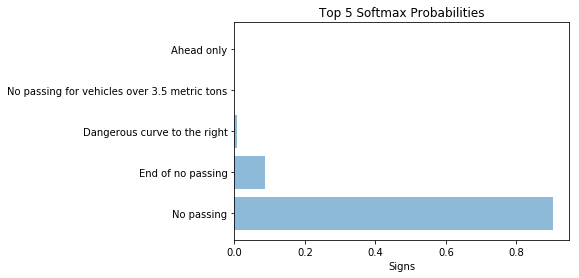 Top 5 Softmax Probabilities
Ahead only
No passing for vehicles over 3.5 metric tons
Dangerous curve to the right
End of no passing
No passing
0.0 0.2 0.4 0.6 0.8
Signs